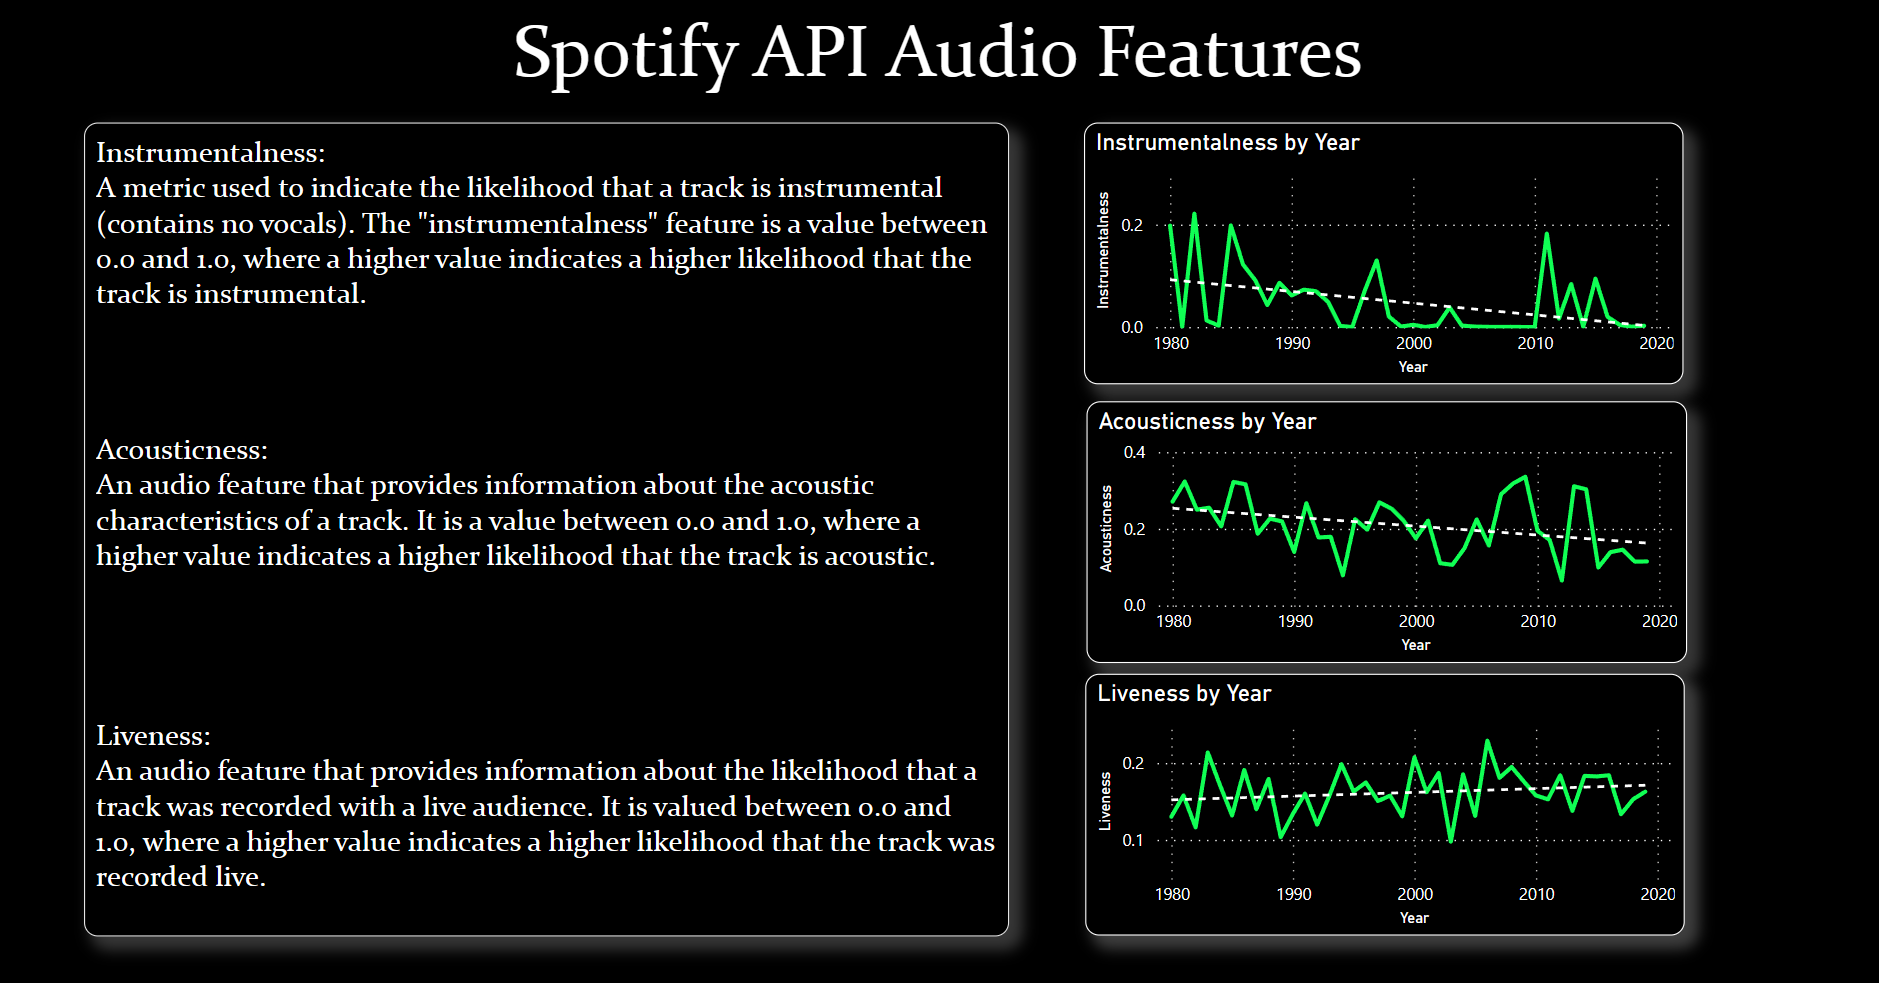 Spotify API Audio Features
Instrumentalness:
A metric used to indicate the likelihood that a track is instrumental
(contains no vocals). The "instrumentalness" feature is a value between
0.0 and 1.0, where a higher value indicates a higher likelihood that the
track is instrumental.
Acousticness:
An audio feature that provides information about the acoustic
characteristics of a track. It is a value between 0.0 and 1.0, where a
higher value indicates a higher likelihood that the track is acoustic.
Liveness:
An audio feature that provides information about the likelihood that a
track was recorded with a live audience. It is valued between 0.0 and
1.0, where a higher value indicates a higher likelihood that the track was
recorded live.
Instrumentalness by Year
Instrumentalness
0.2
0.0
1980 1990 2000 2010 2020
Year
Acousticness by Year
Acousticness
0.4
0.2
0.0
1980 1990 2000 2010 2020
Year
Liveness by Year
Liveness
0.2
0.1
1980 1990 2000 2010 2020
Year